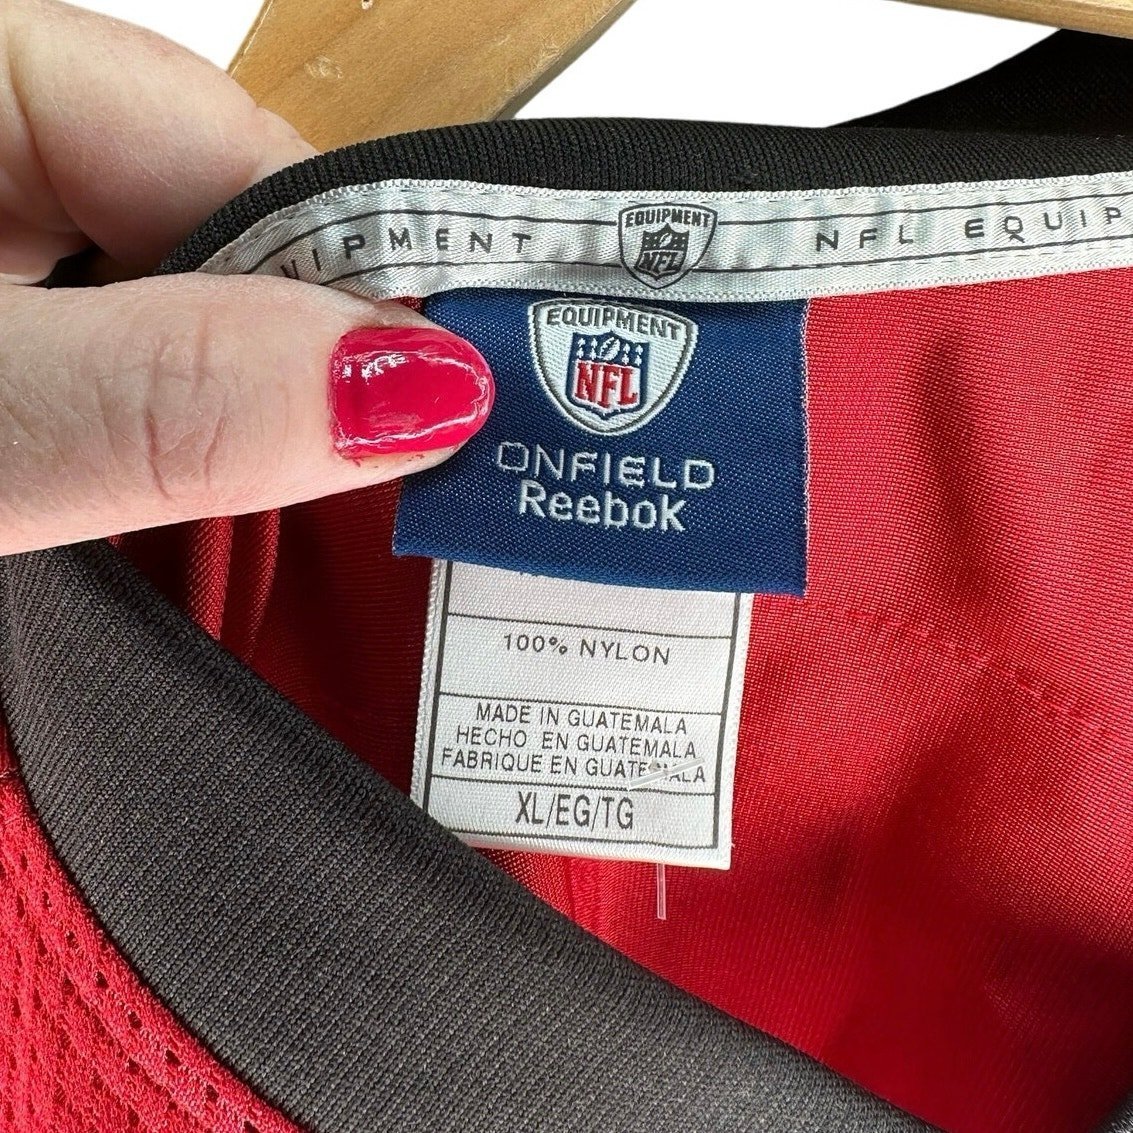 UIPMENT
EQUIPMENT
NFL
NFL EQUIP
EQUIPMENT
NFL
ONFIELD
Reebok
100% NYLON
MADE IN GUATEMALA
HECHO EN GUATEMALA
FABRIQUE EN GUATEMALA
XL/EG/TG